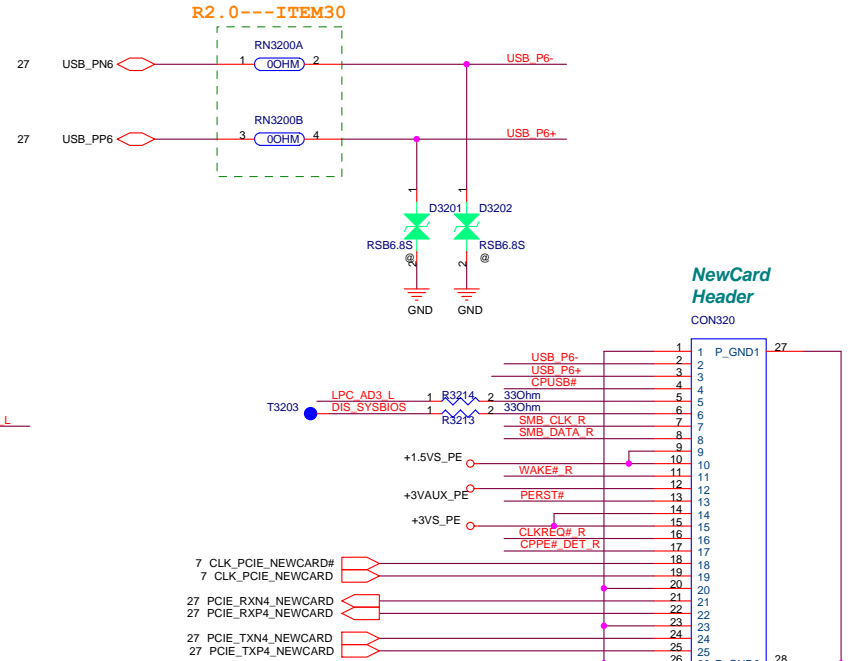 R2.0---ITEM30
RN3200A
27 USB_PN6 1 0OHM 2 USB_P6-
RN3200B
27 USB_PP6 3 0OHM 4 USB_P6+
1 1
D3201 D3202
RSB6.8S RSB6.8S
@ @
2 2
GND GND
NewCard
Header
CON320
1 1 P_GND1 27
USB_P6- 2 2
USB_P6+ 3 3
CPUSB# 4 4
LPC_AD3_L 1 R3214 2 33Ohm 5 5
T3203 DIS_SYSBIOS 1 R3213 2 33Ohm 6 6
_L
SMB_CLK_R 7 7
SMB_DATA_R 8 8
9 9
+1.5VS_PE 10 10
WAKE#_R 11 11
+3VAUX_PE 12 12
PERST# 13 13
14 14
+3VS_PE 15 15
CLKREQ#_R 16 16
CPPE#_DET_R 17 17
7 CLK_PCIE_NEWCARD# 18 18
7 CLK_PCIE_NEWCARD 19 19
20 20
27 PCIE_RXN4_NEWCARD 21 21
27 PCIE_RXP4_NEWCARD 22 22
23 23
27 PCIE_TXN4_NEWCARD 24 24
27 PCIE_TXP4_NEWCARD 25 25
26 28